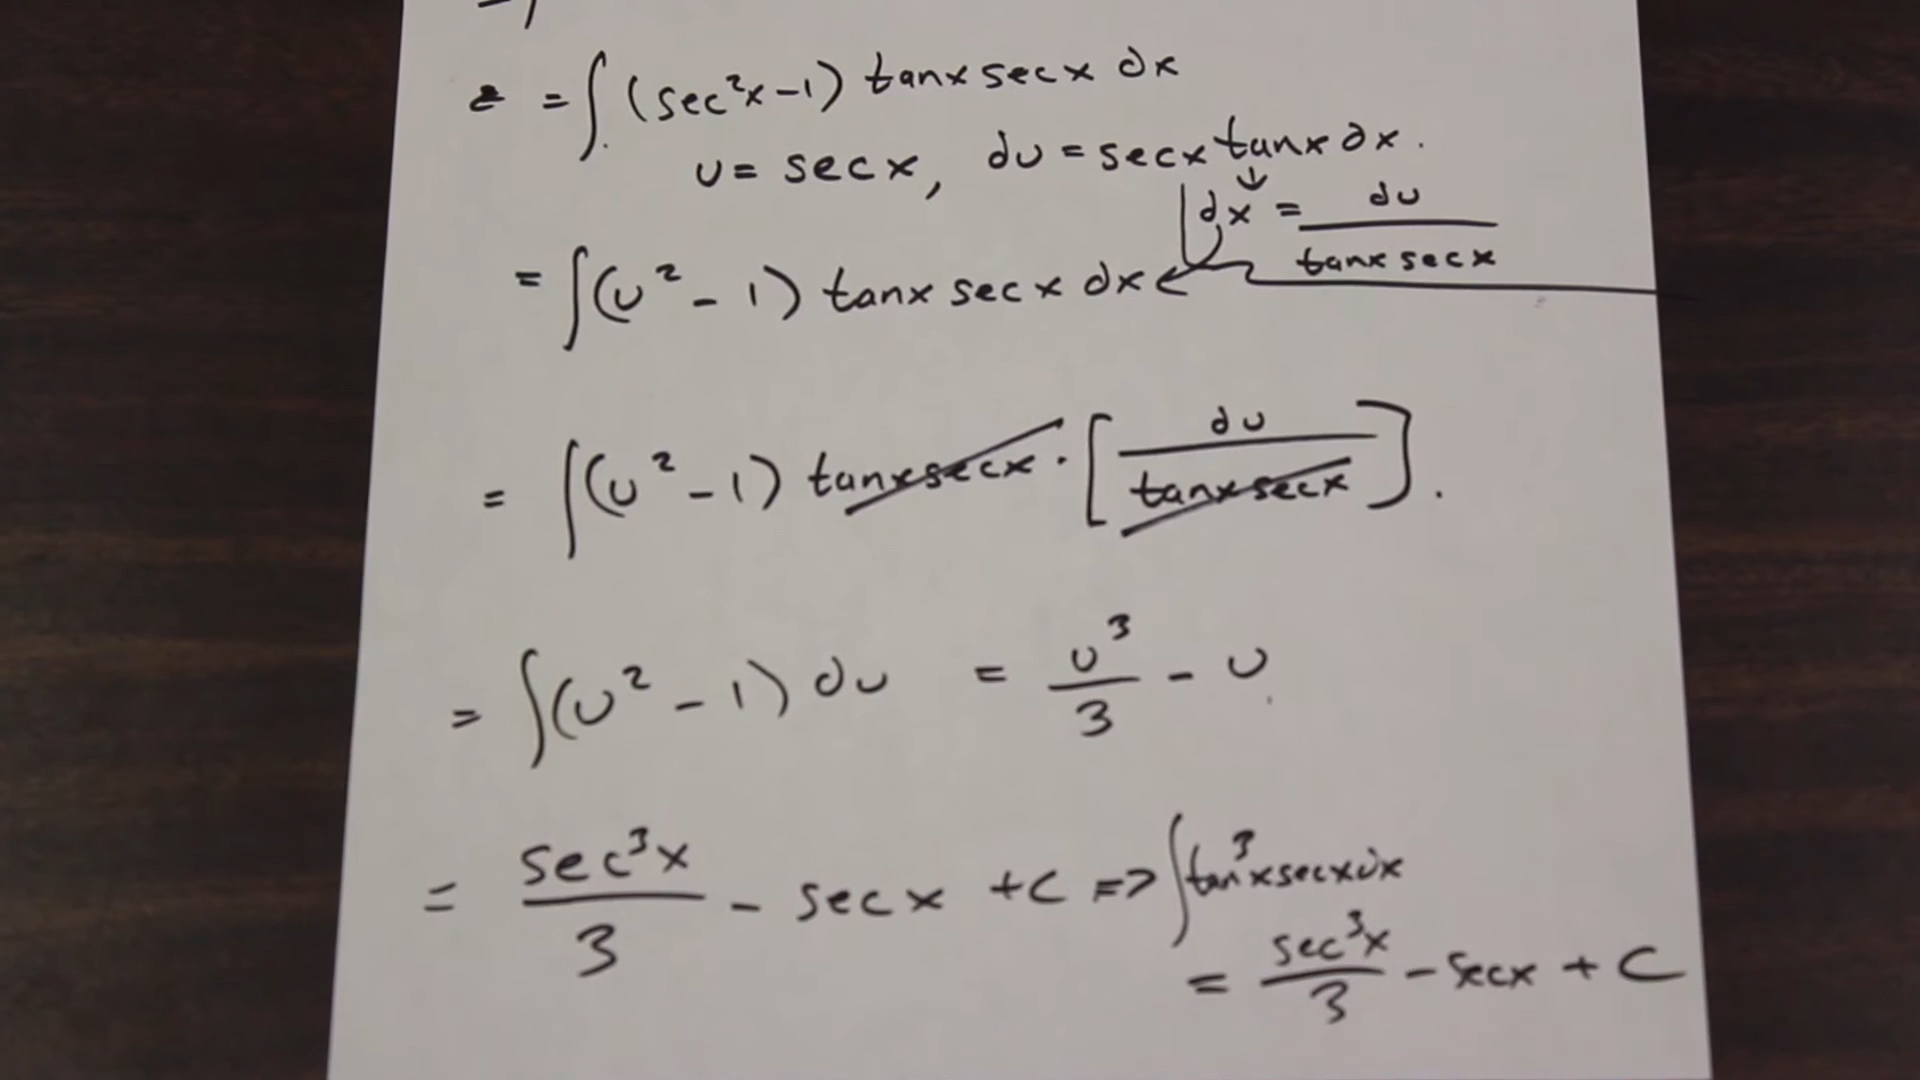 = ∫ (sec²x - 1) tanx secx dx
u = secx, du = secx tanx dx.
↓
dx = du / tanx secx
= ∫ (u² - 1) tanx secx dx ←
= ∫ (u² - 1) tanx secx · [ du / tanx secx ] .
= ∫ (u² - 1) du = u³ / 3 - u
= sec³x / 3 - secx + C => ∫ tan³x secx dx
= sec³x / 3 - secx + C